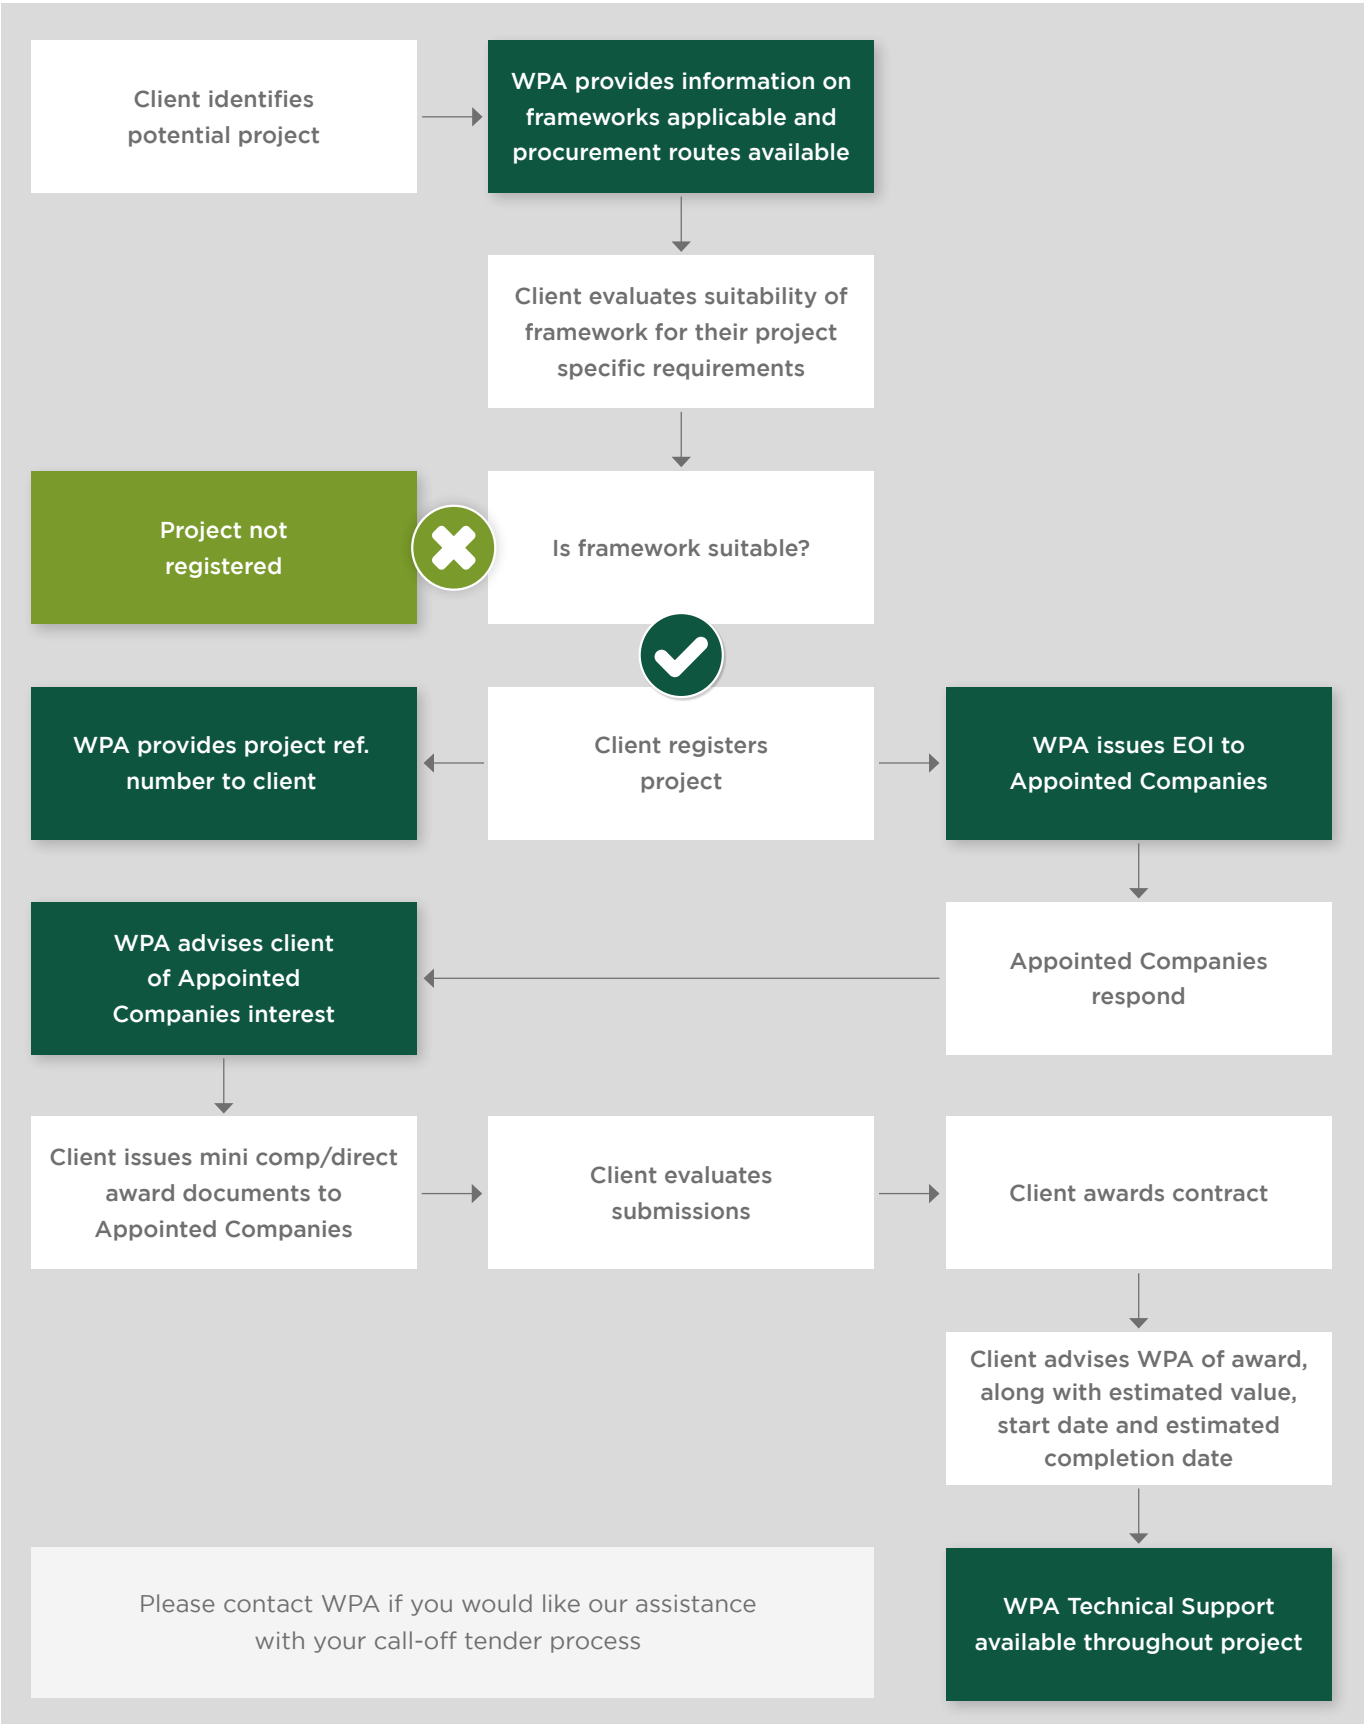 Client identifies
potential project
WPA provides information on
frameworks applicable and
procurement routes available
Client evaluates suitability of
framework for their project
specific requirements
Project not
registered
Is framework suitable?
WPA provides project ref.
number to client
Client registers
project
WPA issues EOI to
Appointed Companies
WPA advises client
of Appointed
Companies interest
Appointed Companies
respond
Client issues mini comp/direct
award documents to
Appointed Companies
Client evaluates
submissions
Client awards contract
Client advises WPA of award,
along with estimated value,
start date and estimated
completion date
Please contact WPA if you would like our assistance
with your call-off tender process
WPA Technical Support
available throughout project